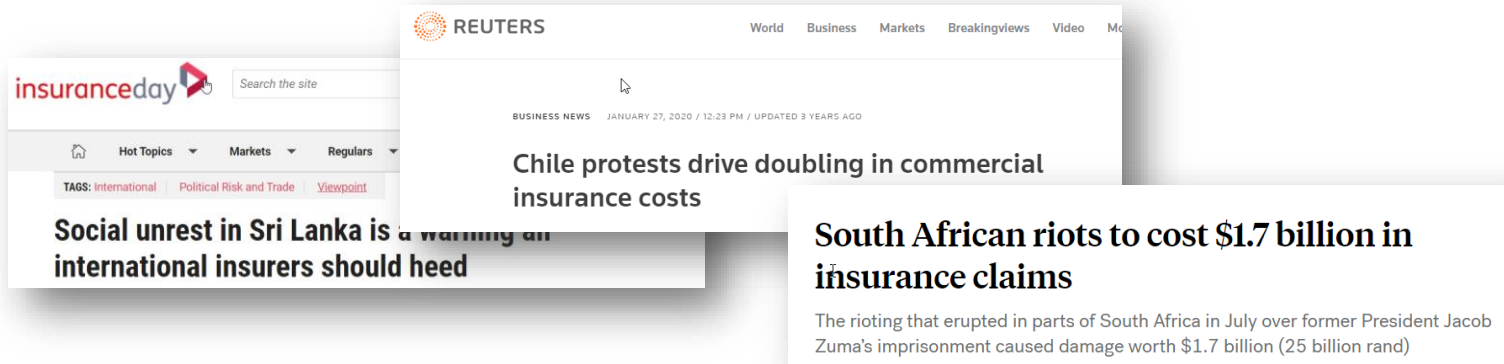 insuranceday
Search the site
Hot Topics Markets Regulars
TAGS: International Political Risk and Trade Viewpoint
Social unrest in Sri Lanka is a warning all
international insurers should heed
REUTERS
World Business Markets Breakingviews Video
BUSINESS NEWS JANUARY 27, 2020 / 12:23 PM / UPDATED 3 YEARS AGO
Chile protests drive doubling in commercial
insurance costs
South African riots to cost $1.7 billion in
insurance claims
The rioting that erupted in parts of South Africa in July over former President Jacob
Zuma’s imprisonment caused damage worth $1.7 billion (25 billion rand)